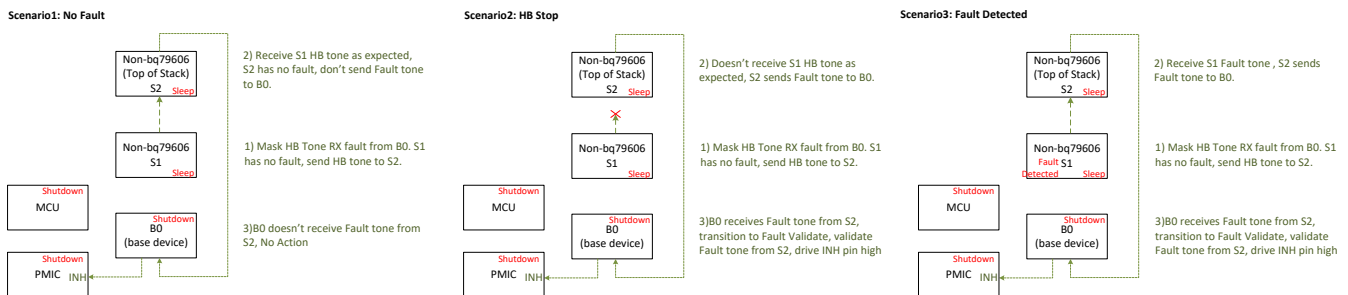 Scenario1: No Fault
Non-bq79606
(Top of Stack)
S2
Sleep
2) Receive S1 HB tone as expected,
S2 has no fault, don't send Fault tone
to B0.
Non-bq79606
S1
Sleep
1) Mask HB Tone RX fault from B0. S1
has no fault, send HB tone to S2.
Shutdown
MCU
Shutdown
B0
(base device)
3)B0 doesn't receive Fault tone from
S2, No Action
Shutdown
PMIC
INH
Scenario2: HB Stop
Non-bq79606
(Top of Stack)
S2
Sleep
2) Doesn't receive S1 HB tone as
expected, S2 sends Fault tone to B0.
Non-bq79606
S1
Sleep
1) Mask HB Tone RX fault from B0. S1
has no fault, send HB tone to S2.
Shutdown
MCU
Shutdown
B0
(base device)
3)B0 receives Fault tone from S2,
transition to Fault Validate, validate
Fault tone from S2, drive INH pin high
Shutdown
PMIC
INH
Scenario3: Fault Detected
Non-bq79606
(Top of Stack)
S2
Sleep
2) Receive S1 Fault tone , S2 sends
Fault tone to B0.
Non-bq79606
S1
Fault
Detected
Sleep
1) Mask HB Tone RX fault from B0. S1
has no fault, send HB tone to S2.
Shutdown
MCU
Shutdown
B0
(base device)
3)B0 receives Fault tone from S2,
transition to Fault Validate, validate
Fault tone from S2, drive INH pin high
Shutdown
PMIC
INH